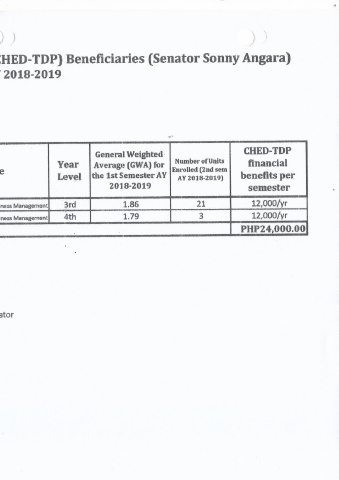 CHED-TDP) Beneficiaries (Senator Sonny Angara)
2018-2019
e
Year Level
General Weighted Average (GWA) for the 1st Semester AY 2018-2019
Number of Units Enrolled (2nd sem AY 2018-2019)
CHED-TDP financial benefits per semester
ness Management 3rd 1.86 21 12,000/yr
ness Management 4th 1.79 3 12,000/yr
PHP24,000.00
ator